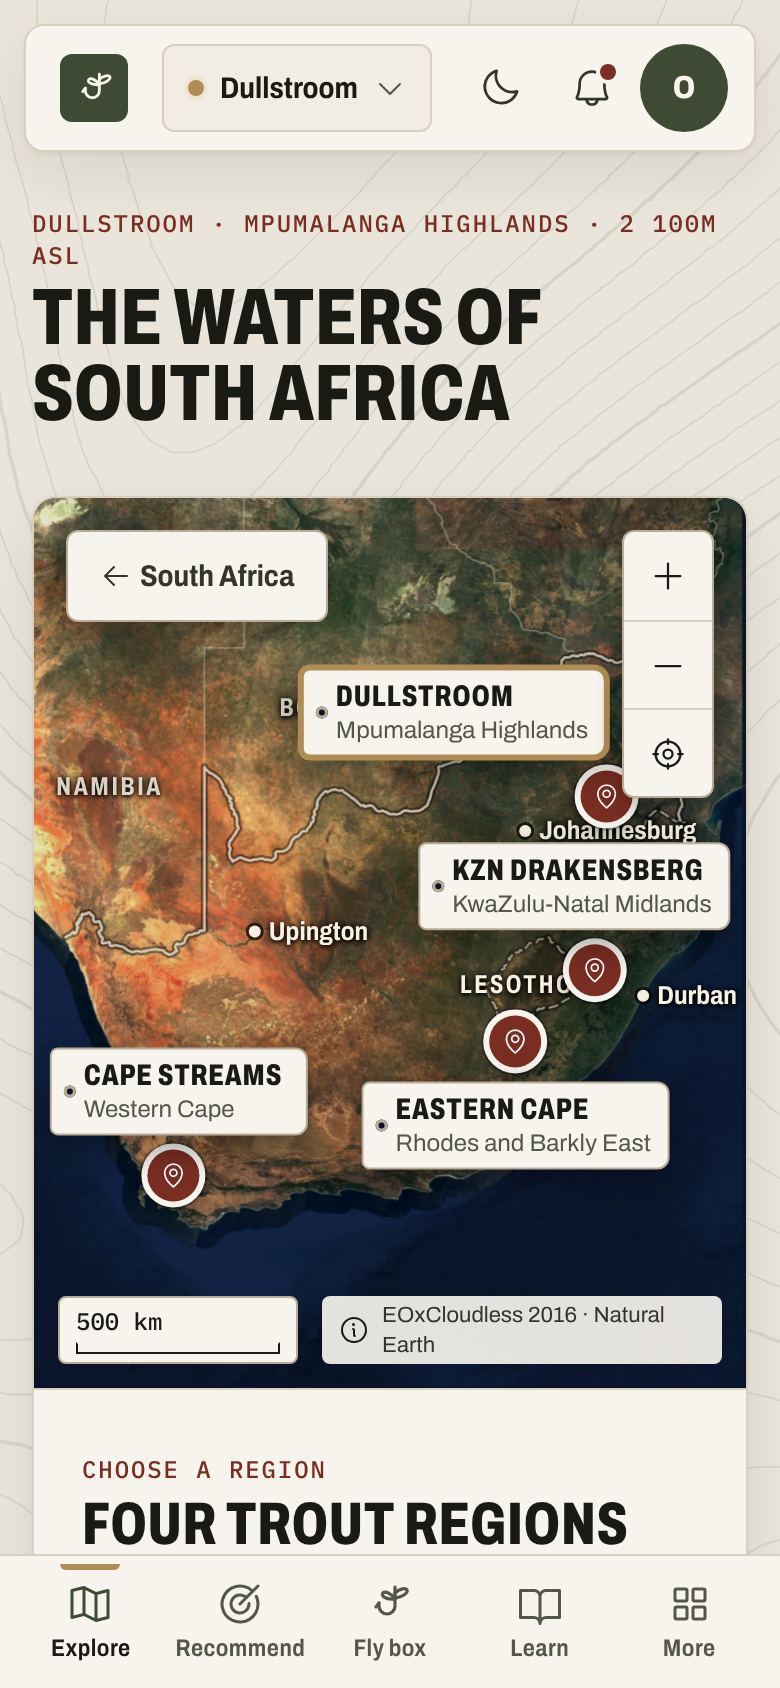 Dullstroom
O
DULLSTROOM · MPUMALANGA HIGHLANDS · 2 100M
ASL
THE WATERS OF
SOUTH AFRICA
South Africa
DULLSTROOM
Mpumalanga Highlands
NAMIBIA
Johannesburg
KZN DRAKENSBERG
KwaZulu-Natal Midlands
Upington
LESOTHO
Durban
CAPE STREAMS
Western Cape
EASTERN CAPE
Rhodes and Barkly East
500 km
EOxCloudless 2016 · Natural
Earth
CHOOSE A REGION
FOUR TROUT REGIONS
Explore
Recommend
Fly box
Learn
More